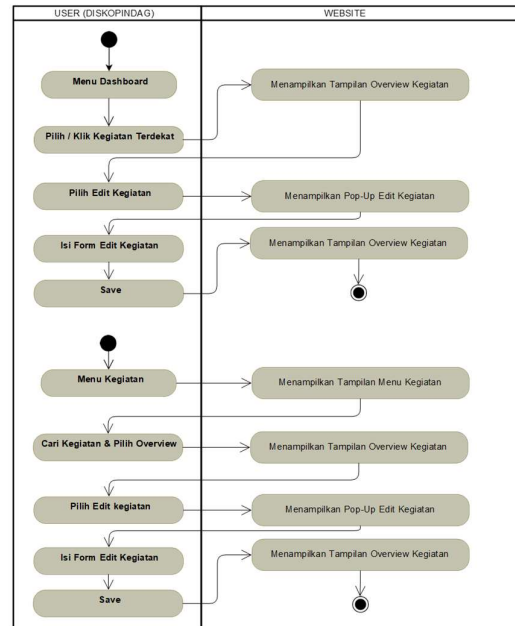 USER (DISKOPINDAG)
WEBSITE
Menu Dashboard
Menampilkan Tampilan Overview Kegiatan
Pilih / Klik Kegiatan Terdekat
Pilih Edit Kegiatan
Menampilkan Pop-Up Edit Kegiatan
Isi Form Edit Kegiatan
Menampilkan Tampilan Overview Kegiatan
Save
Menu Kegiatan
Menampilkan Tampilan Menu Kegiatan
Cari Kegiatan & Pilih Overview
Menampilkan Tampilan Overview Kegiatan
Pilih Edit kegiatan
Menampilkan Pop-Up Edit Kegiatan
Isi Form Edit Kegiatan
Menampilkan Tampilan Overview Kegiatan
Save